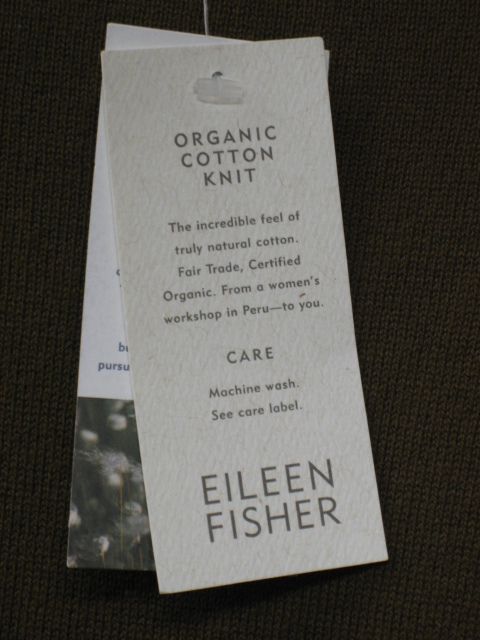 ORGANIC
COTTON
KNIT
The incredible feel of
truly natural cotton.
Fair Trade, Certified
Organic. From a women's
workshop in Peru—to you.
CARE
Machine wash.
See care label.
EILEEN
FISHER